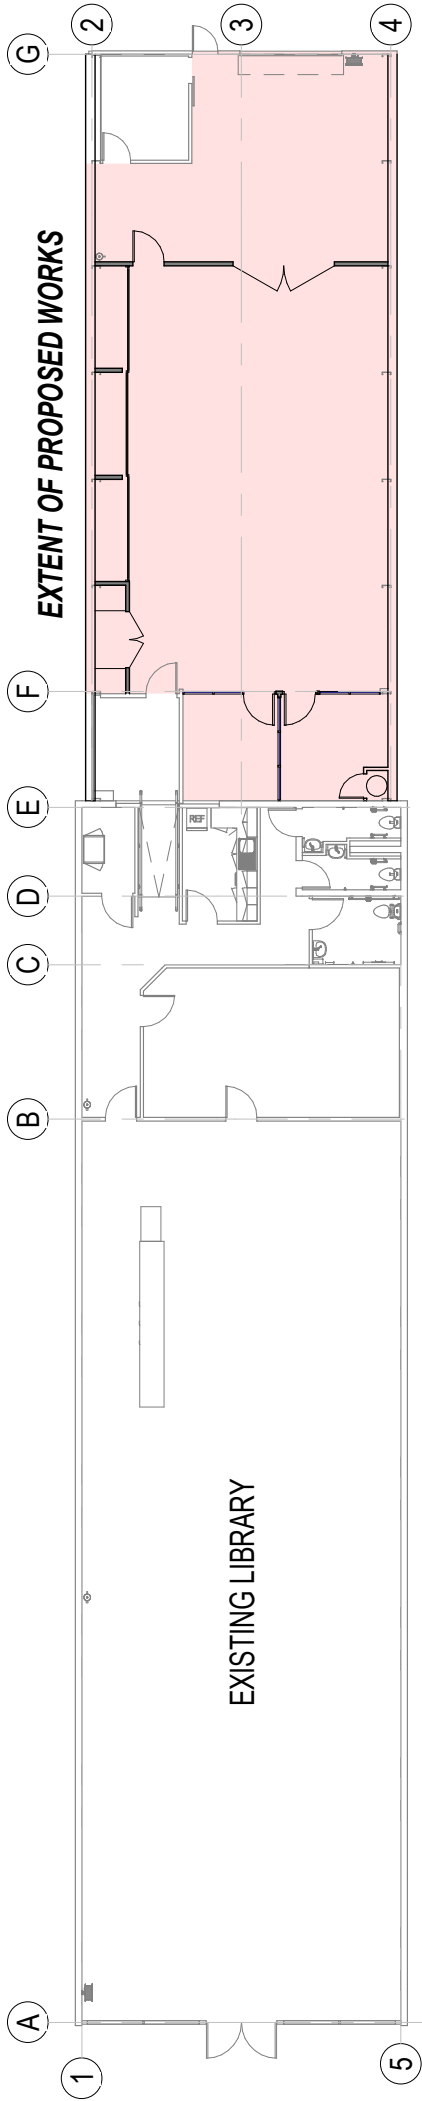 G
2
3
4
EXTENT OF PROPOSED WORKS
F
E
REF
D
C
B
EXISTING LIBRARY
A
1
5